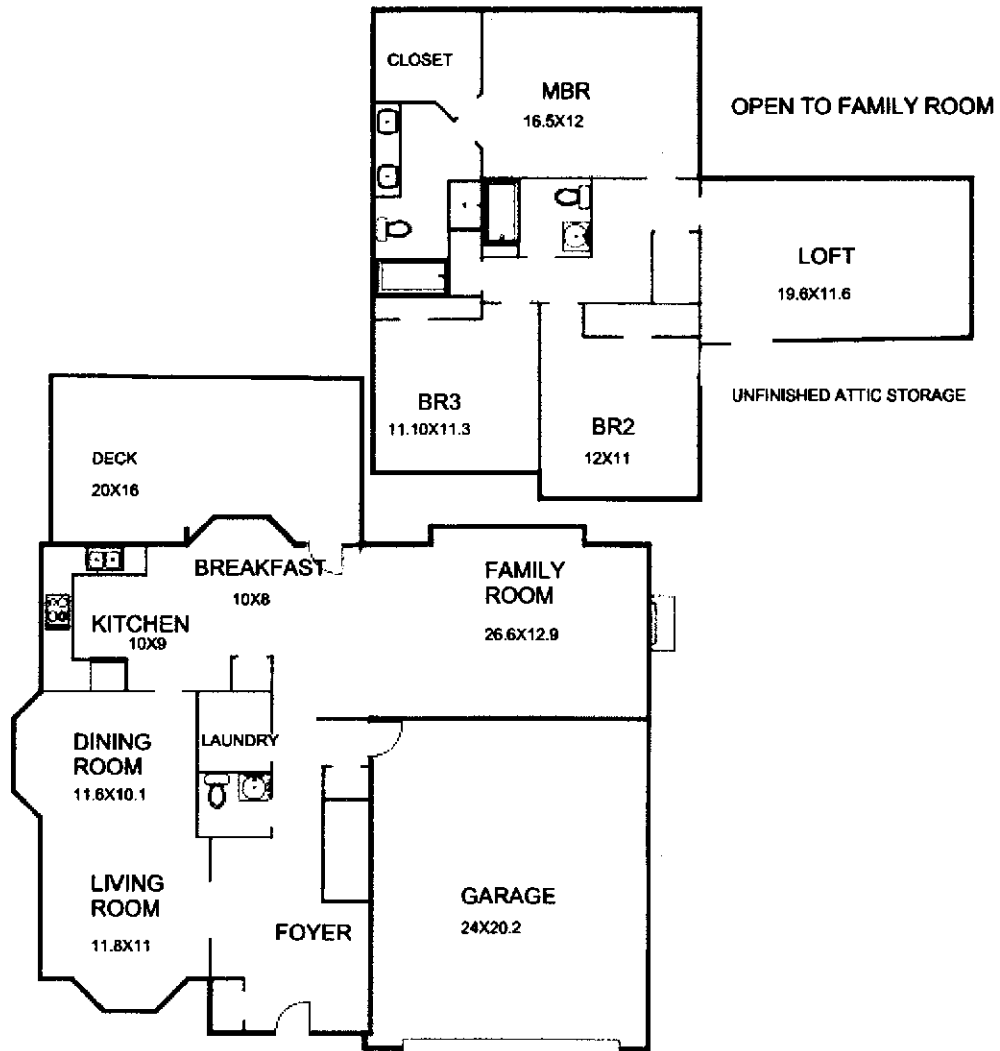 CLOSET
MBR
16.5X12
OPEN TO FAMILY ROOM
LOFT
19.6X11.6
BR3
11.10X11.3
BR2
12X11
UNFINISHED ATTIC STORAGE
DECK
20X16
BREAKFAST
10X8
FAMILY
ROOM
26.6X12.9
KITCHEN
10X9
DINING
ROOM
11.6X10.1
LAUNDRY
LIVING
ROOM
11.8X11
FOYER
GARAGE
24X20.2